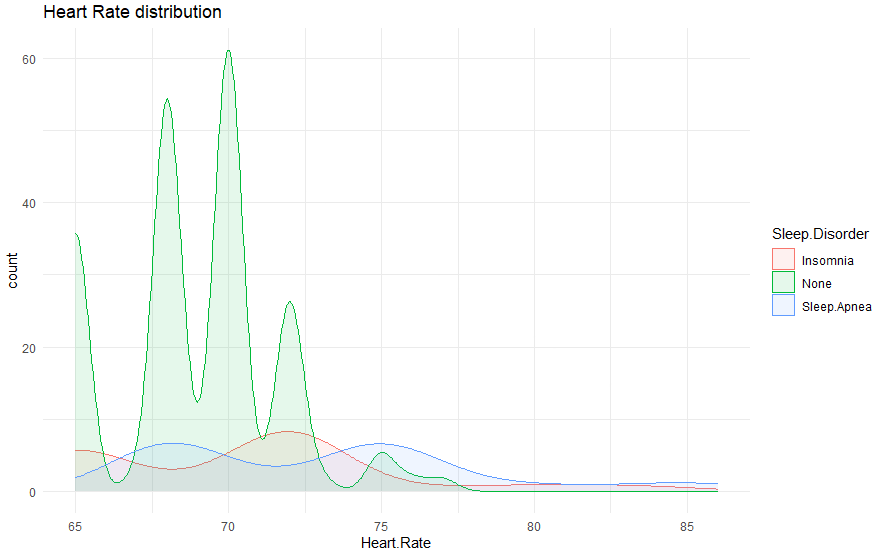 Heart Rate distribution
60
40
20
0
count
65
70
75
80
85
Heart.Rate
Sleep.Disorder
Insomnia
None
Sleep.Apnea